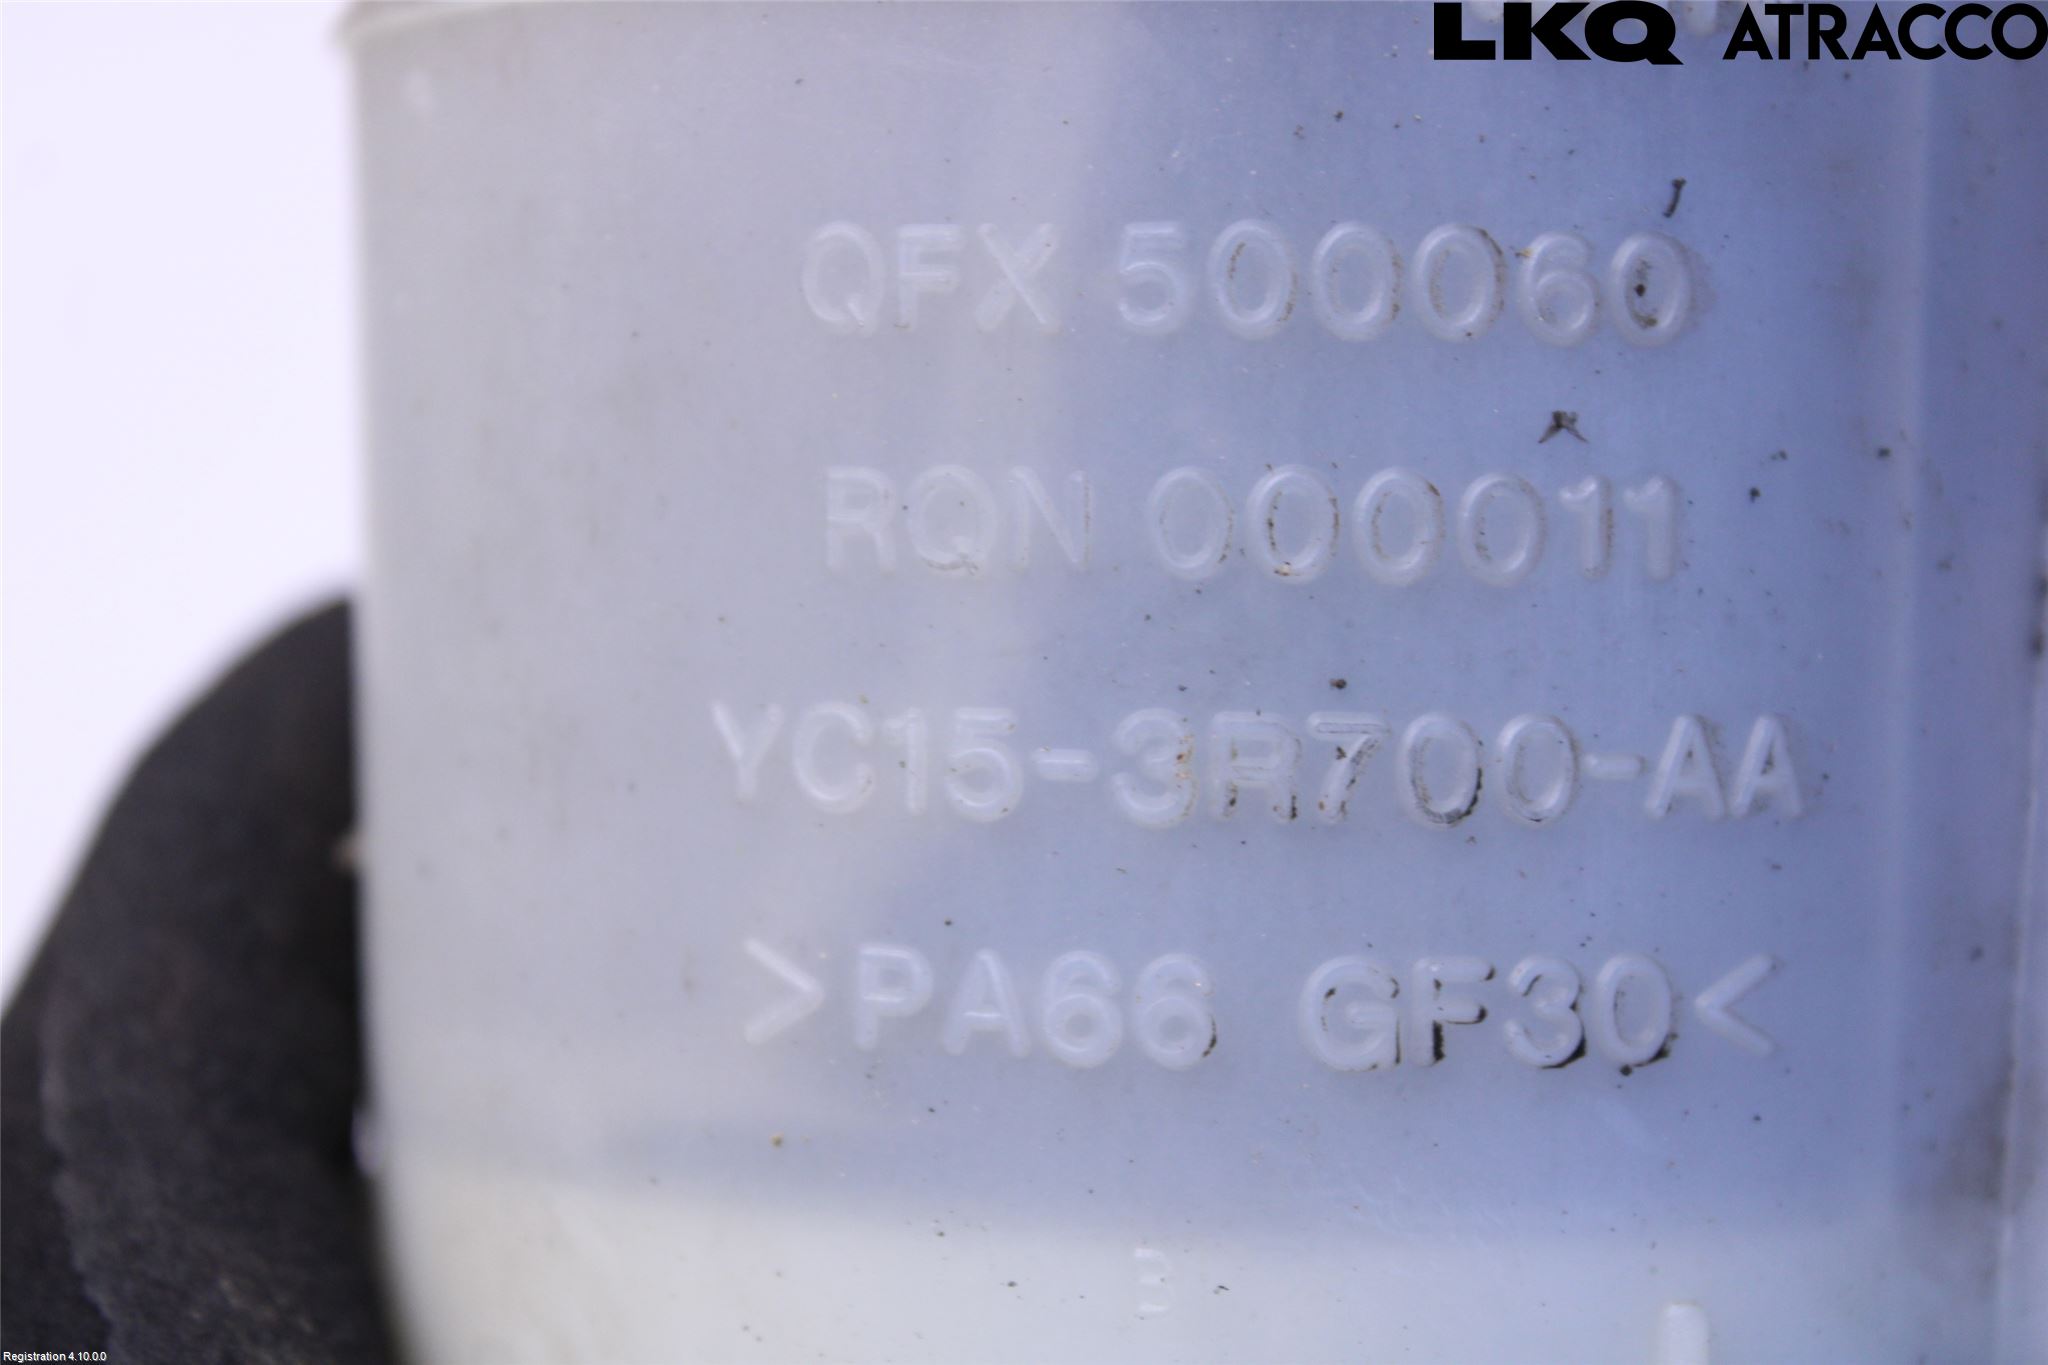 LKQ ATRACCO
QFX 500060
RQN 000011
YC15-3R700-AA
>PA66 GF30<
B
Registration 4.10.0.0